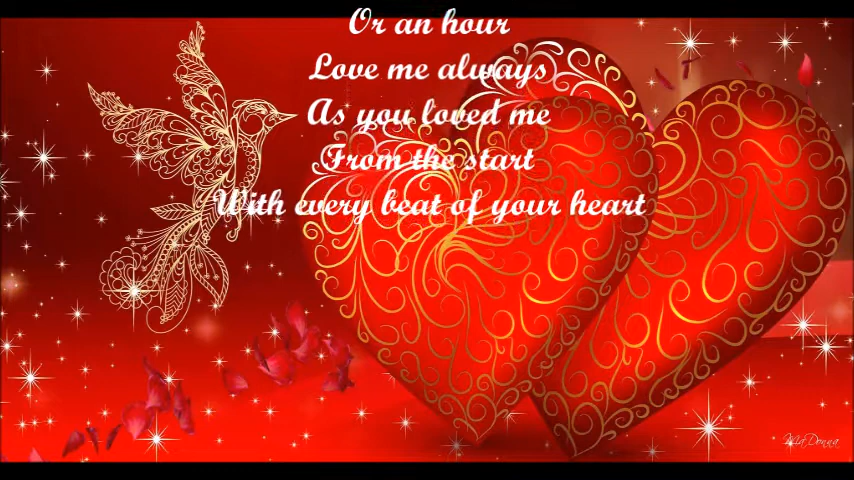 Or an hour
Love me always
As you loved me
From the start
With every beat of your heart
MaDonna